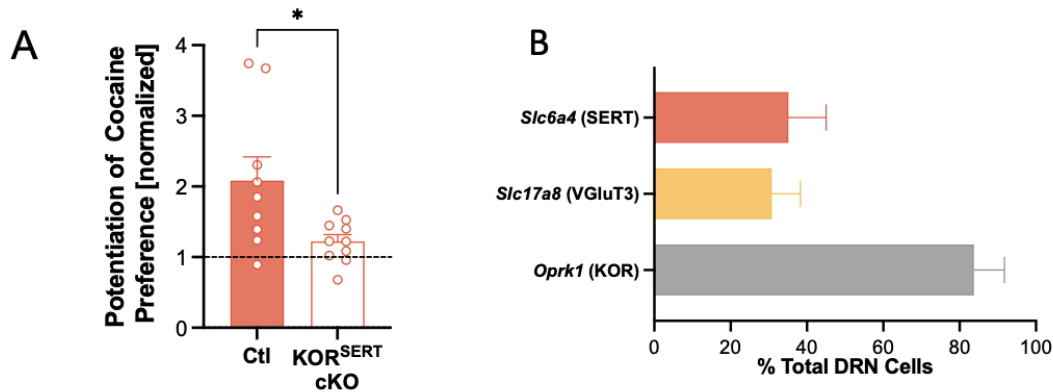 A
*
Potentiation of Cocaine
Preference [normalized]
4
3
2
1
0
Ctl
KOR^SERT
cKO
B
Slc6a4 (SERT)
Slc17a8 (VGluT3)
Oprk1 (KOR)
0 20 40 60 80 100
% Total DRN Cells